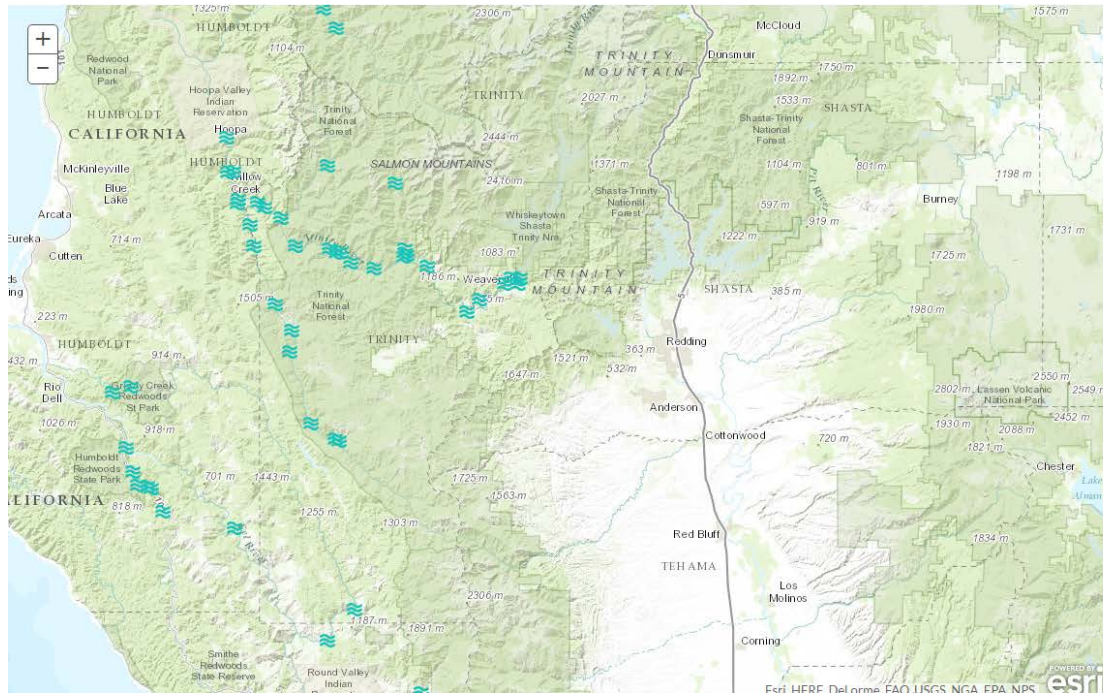 1325 m
2306 m
1575 m
HUMBOLDT
McCloud
+
−
1104 m
Dunsmuir
1750 m
Redwood
National
Park
TRINITY
MOUNTAIN
1892 m
Hoopa Valley
Indian
Reservation
TRINITY
2027 m
1533 m
SHASTA
HUMBOLDT
Trinity
National
Forest
Shasta-Trinity
National
Forest
CALIFORNIA
Hoopa
2444 m
McKinleyville
HUMBOLDT
SALMON MOUNTAINS
1371 m
1104 m
801 m
1198 m
Blue
Lake
Creek
2416 m
Shasta-Trinity
National
Forest
Pit River
Burney
Arcata
Whiskeytown
Shasta
Trinity Nra
597 m
919 m
1731 m
Eureka
714 m
Cutten
1083 m
1222 m
1725 m
1186
TRINITY
MOUNTAIN
5
SHASTA
385 m
1505 m
Trinity
National
Forest
1980 m
223 m
HUMBOLDT
TRINITY
Redding
432 m
914 m
1521 m
363 m
532 m
2550 m
Rio
Dell
Creek
Redwoods
St Park
1647 m
2802 m
Lassen Volcanic
National Park
2549 m
1026 m
918 m
Anderson
2452 m
1930 m
2088 m
Cottonwood
720 m
1821 m
Humboldt
Redwoods
State Park
701 m
1443 m
1725 m
Chester
ALIFORNIA
818 m
1563 m
Lake
1255 m
1303 m
Red Bluff
1834 m
River
TEHAMA
Los
Molinos
2306 m
1187 m
1891 m
Corning
Smithe
Redwoods
State Reserve
Round Valley
Indian
POWERED BY
esri
Esri, HERE, DeLorme, FAO, USGS, NGA, EPA, NPS